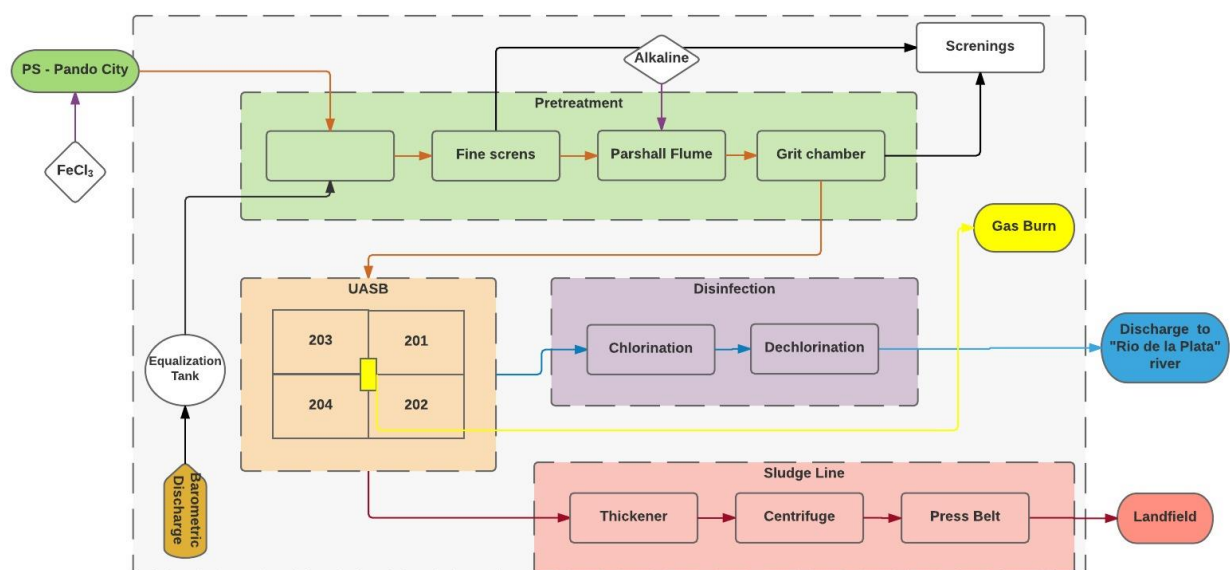 Screnings
Alkaline
PS - Pando City
Pretreatment
FeCl₃
Fine screns
Parshall Flume
Grit chamber
Gas Burn
UASB
Disinfection
203
201
204
202
Chlorination
Dechlorination
Discharge to
"Rio de la Plata"
river
Equalization
Tank
Barometric
Discharge
Sludge Line
Thickener
Centrifuge
Press Belt
Landfield